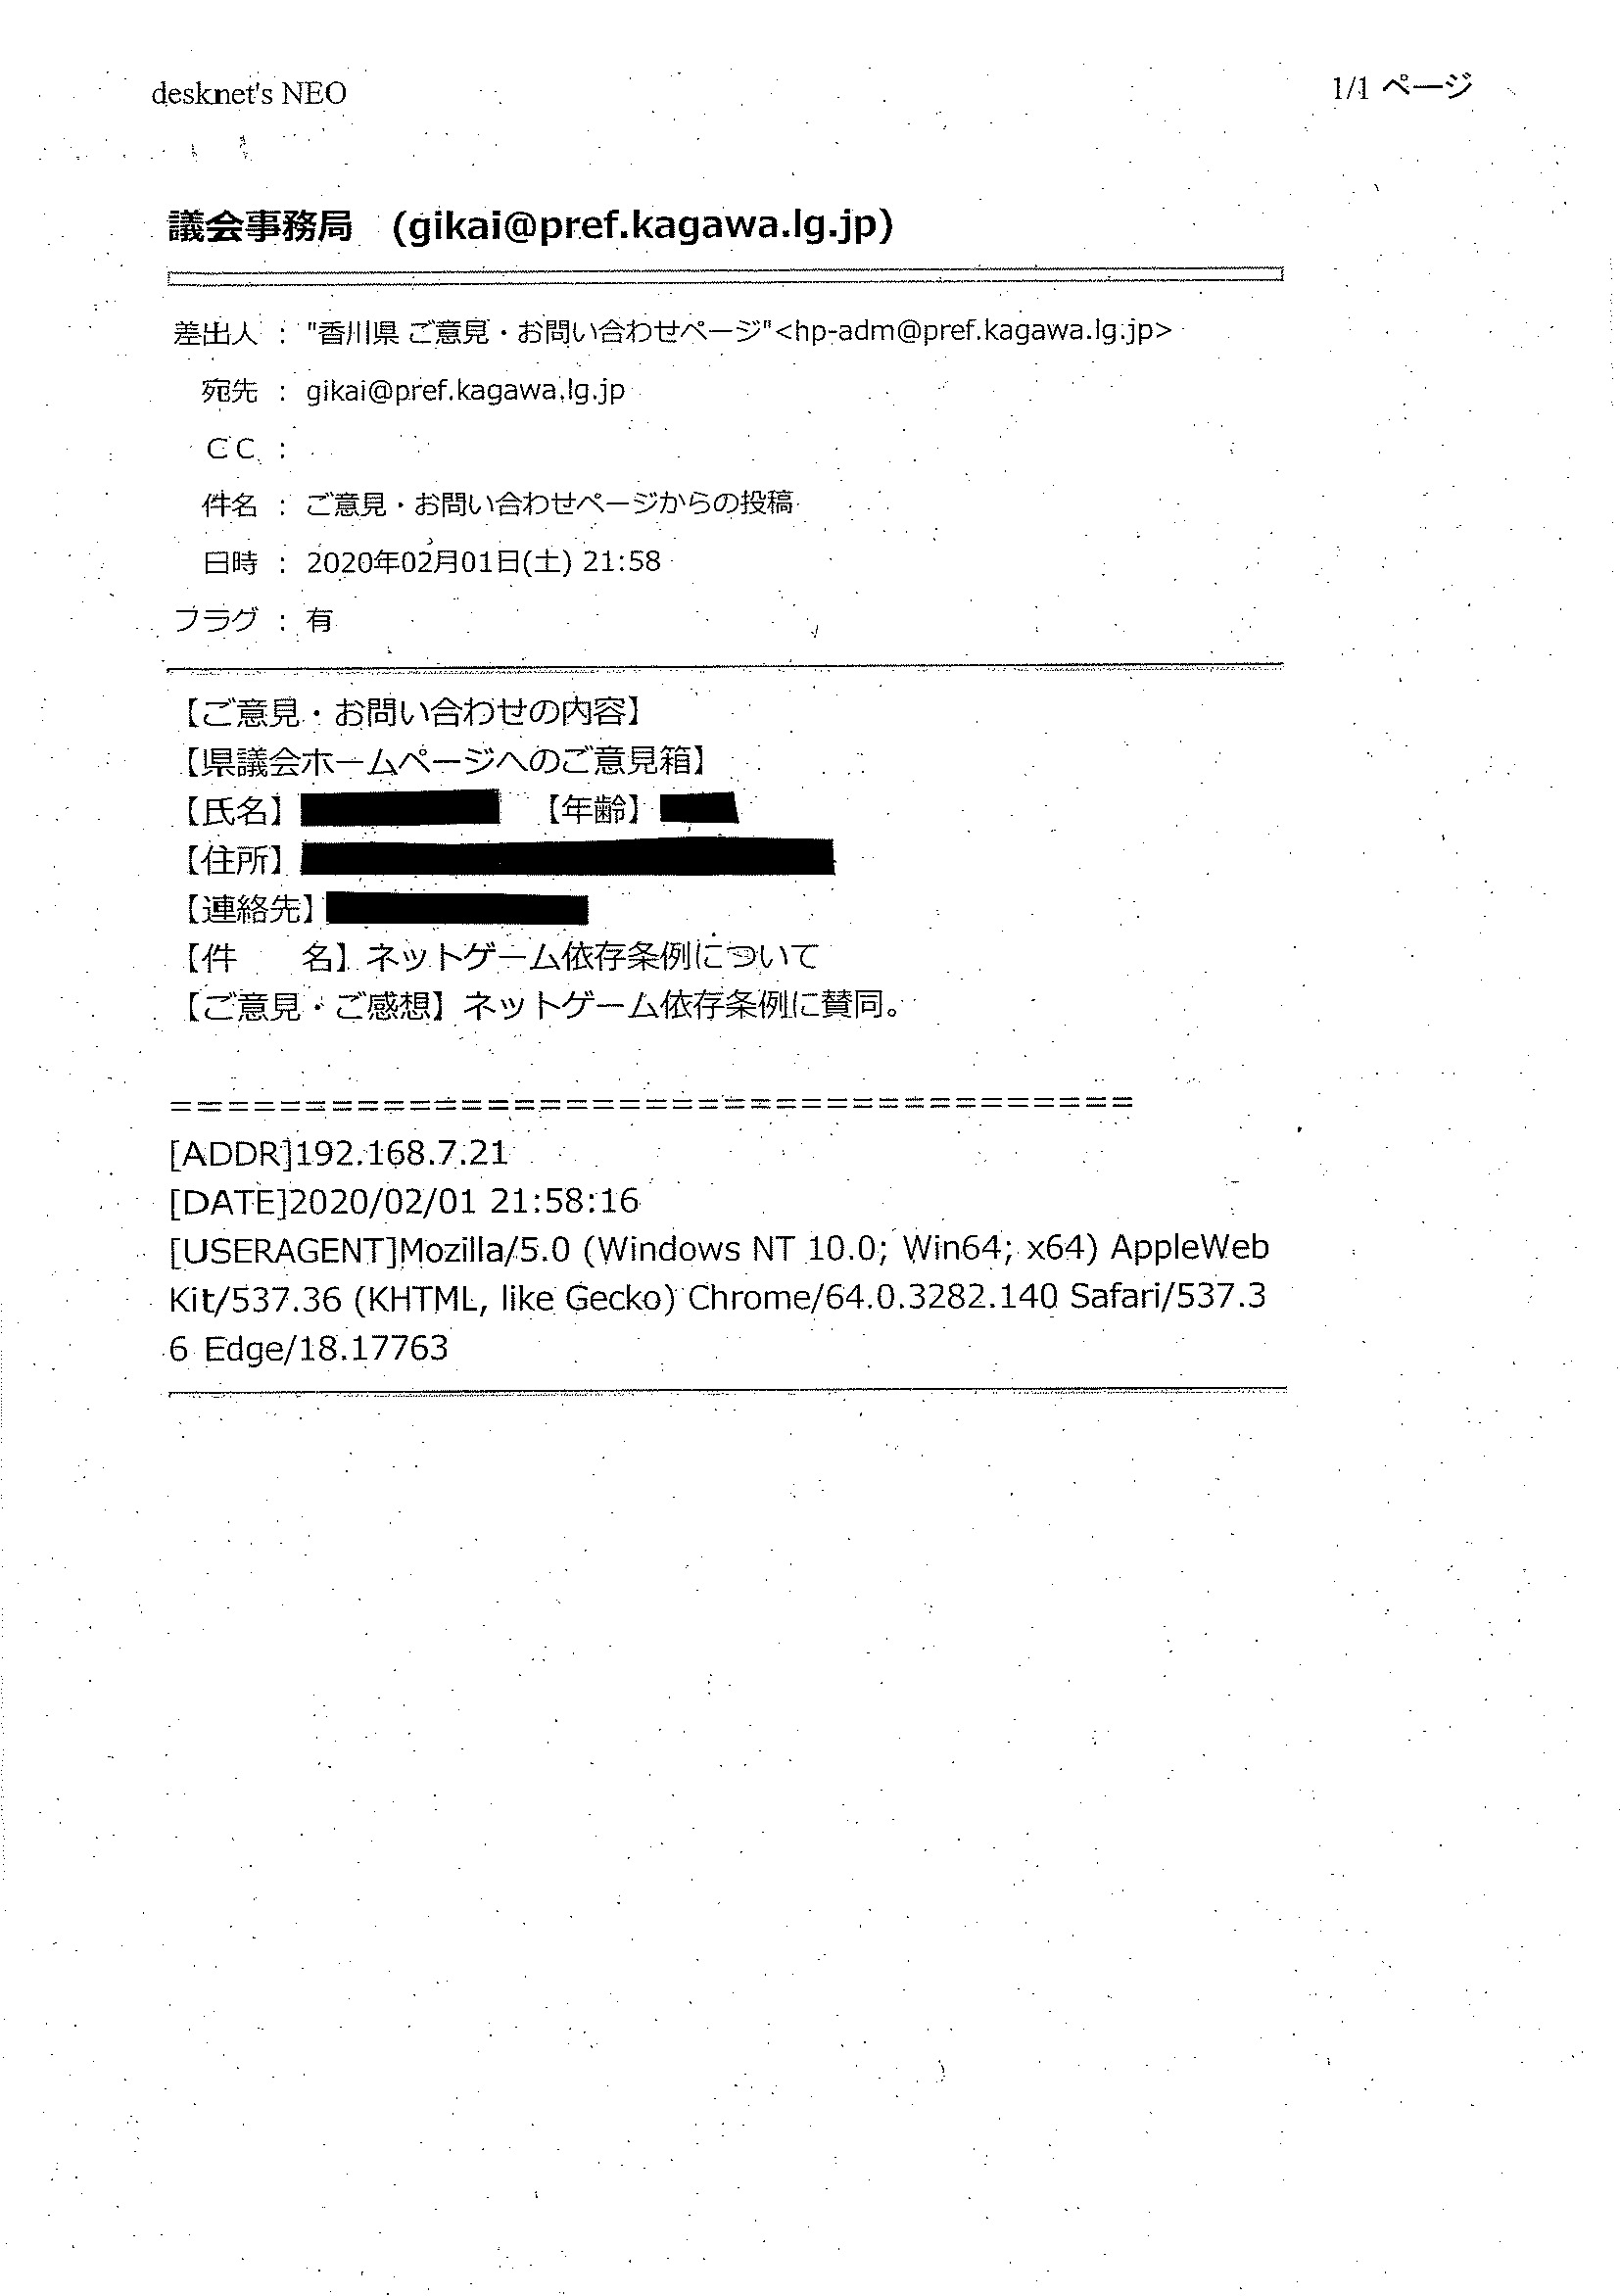 desknet's NEO
1/1 ページ
議会事務局　(gikai@pref.kagawa.lg.jp)
差出人 : "香川県 ご意見・お問い合わせページ"<hp-adm@pref.kagawa.lg.jp>
宛先 : gikai@pref.kagawa.lg.jp
CC :
件名 : ご意見・お問い合わせページからの投稿
日時 : 2020年02月01日(土) 21:58
フラグ : 有
【ご意見・お問い合わせの内容】
【県議会ホームページへのご意見箱】
【氏名】　【年齢】
【住所】
【連絡先】
【件　　名】ネットゲーム依存条例について
【ご意見・ご感想】ネットゲーム依存条例に賛同。
=====================================
[ADDR]192.168.7.21
[DATE]2020/02/01 21:58:16
[USERAGENT]Mozilla/5.0 (Windows NT 10.0; Win64; x64) AppleWeb
Kit/537.36 (KHTML, like Gecko) Chrome/64.0.3282.140 Safari/537.3
6 Edge/18.17763